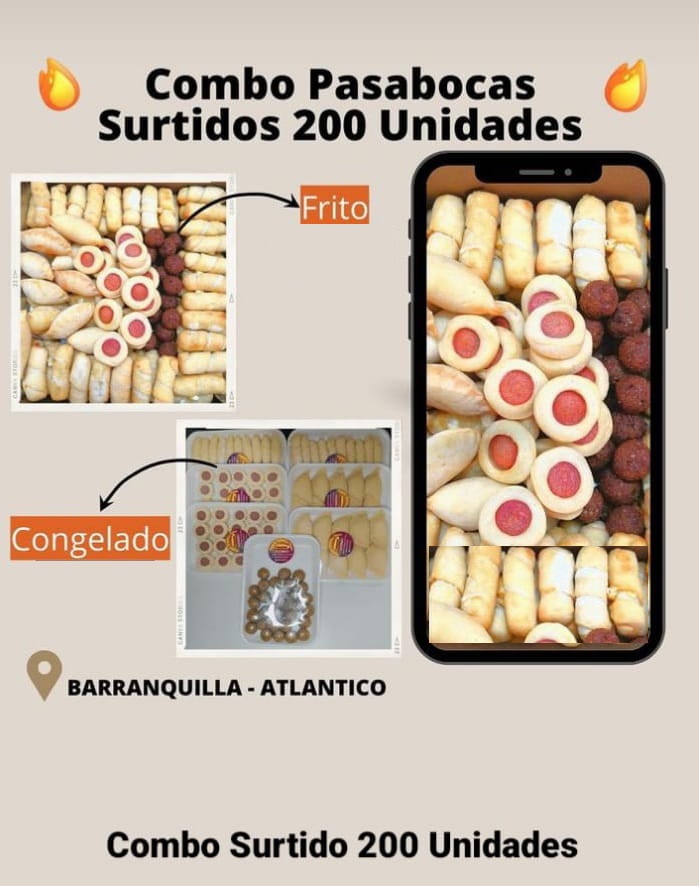 Combo Pasabocas
Surtidos 200 Unidades
Frito
Congelado
BARRANQUILLA - ATLANTICO
Combo Surtido 200 Unidades